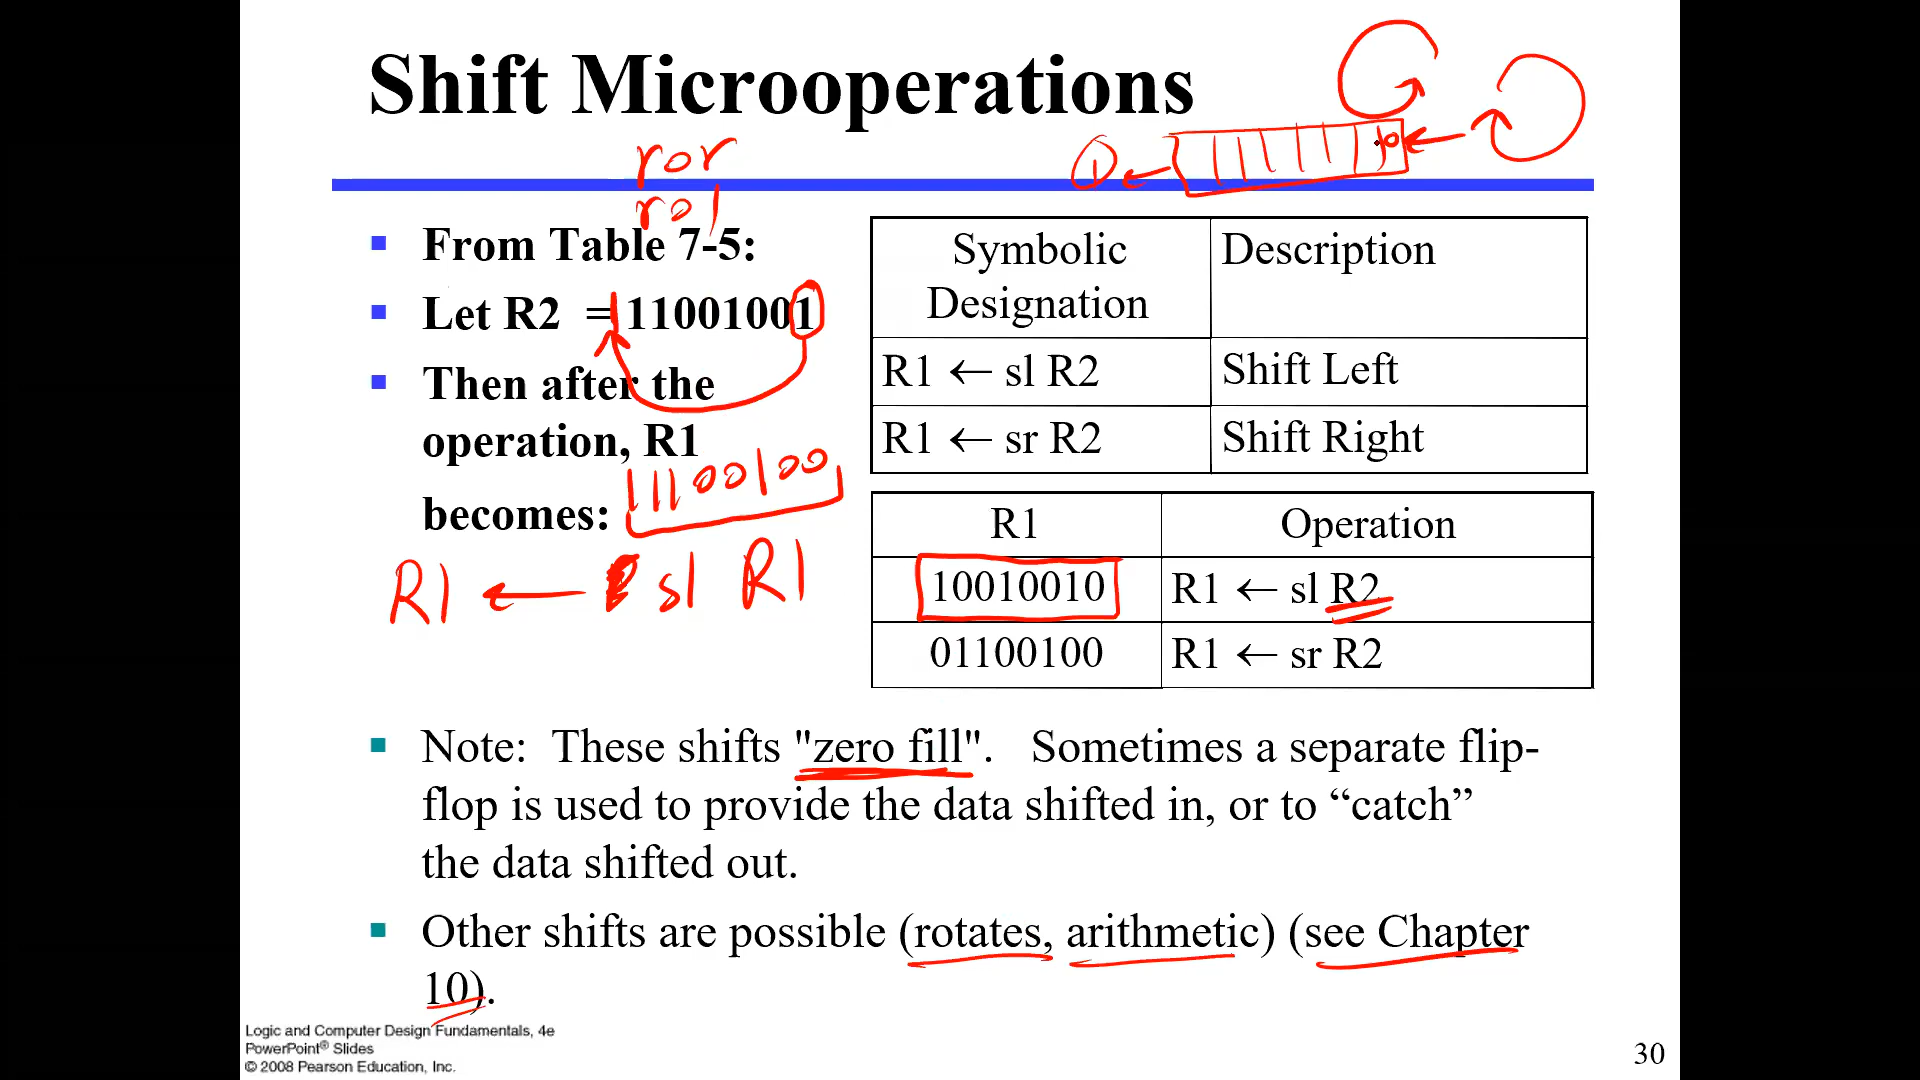 Shift Microoperations
ror
rol
From Table 7-5:
Let R2 = 11001001
Then after the
operation, R1
becomes: 11100100
R1 ← sl R1
1
0
Symbolic Designation Description
R1 ← sl R2 Shift Left
R1 ← sr R2 Shift Right
R1 Operation
10010010 R1 ← sl R2
01100100 R1 ← sr R2
Note: These shifts "zero fill". Sometimes a separate flip-
flop is used to provide the data shifted in, or to “catch”
the data shifted out.
Other shifts are possible (rotates, arithmetic) (see Chapter
10).
Logic and Computer Design Fundamentals, 4e
PowerPoint® Slides
© 2008 Pearson Education, Inc.
30